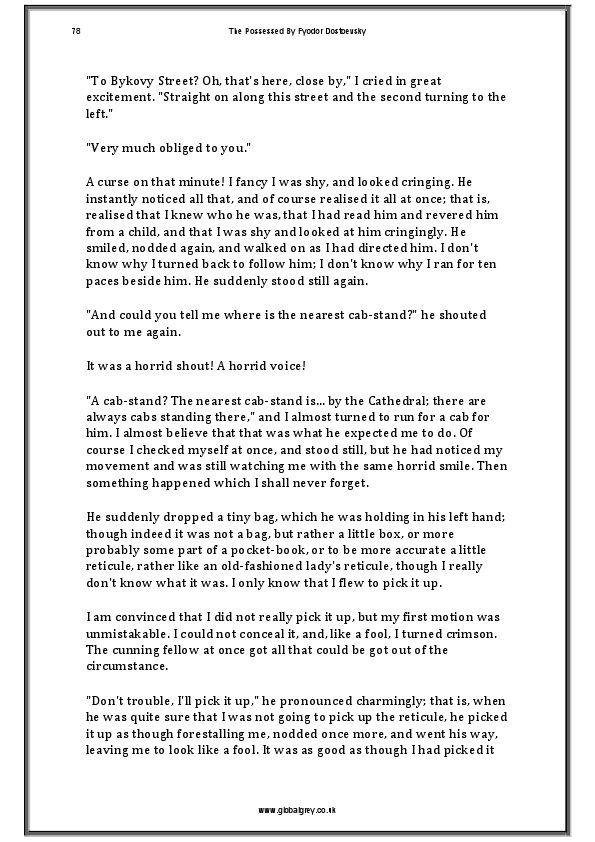 78
The Possessed By Fyodor Dostoevsky
"To Bykovy Street? Oh, that's here, close by," I cried in great
excitement. "Straight on along this street and the second turning to the
left."
"Very much obliged to you."
A curse on that minute! I fancy I was shy, and looked cringing. He
instantly noticed all that, and of course realised it all at once; that is,
realised that I knew who he was, that I had read him and revered him
from a child, and that I was shy and looked at him cringingly. He
smiled, nodded again, and walked on as I had directed him. I don't
know why I turned back to follow him; I don't know why I ran for ten
paces beside him. He suddenly stood still again.
"And could you tell me where is the nearest cab-stand?" he shouted
out to me again.
It was a horrid shout! A horrid voice!
"A cab-stand? The nearest cab-stand is... by the Cathedral; there are
always cabs standing there," and I almost turned to run for a cab for
him. I almost believe that that was what he expected me to do. Of
course I checked myself at once, and stood still, but he had noticed my
movement and was still watching me with the same horrid smile. Then
something happened which I shall never forget.
He suddenly dropped a tiny bag, which he was holding in his left hand;
though indeed it was not a bag, but rather a little box, or more
probably some part of a pocket-book, or to be more accurate a little
reticule, rather like an old-fashioned lady's reticule, though I really
don't know what it was. I only know that I flew to pick it up.
I am convinced that I did not really pick it up, but my first motion was
unmistakable. I could not conceal it, and, like a fool, I turned crimson.
The cunning fellow at once got all that could be got out of the
circumstance.
"Don't trouble, I'll pick it up," he pronounced charmingly; that is, when
he was quite sure that I was not going to pick up the reticule, he picked
it up as though forestalling me, nodded once more, and went his way,
leaving me to look like a fool. It was as good as though I had picked it
www.globalgrey.co.uk